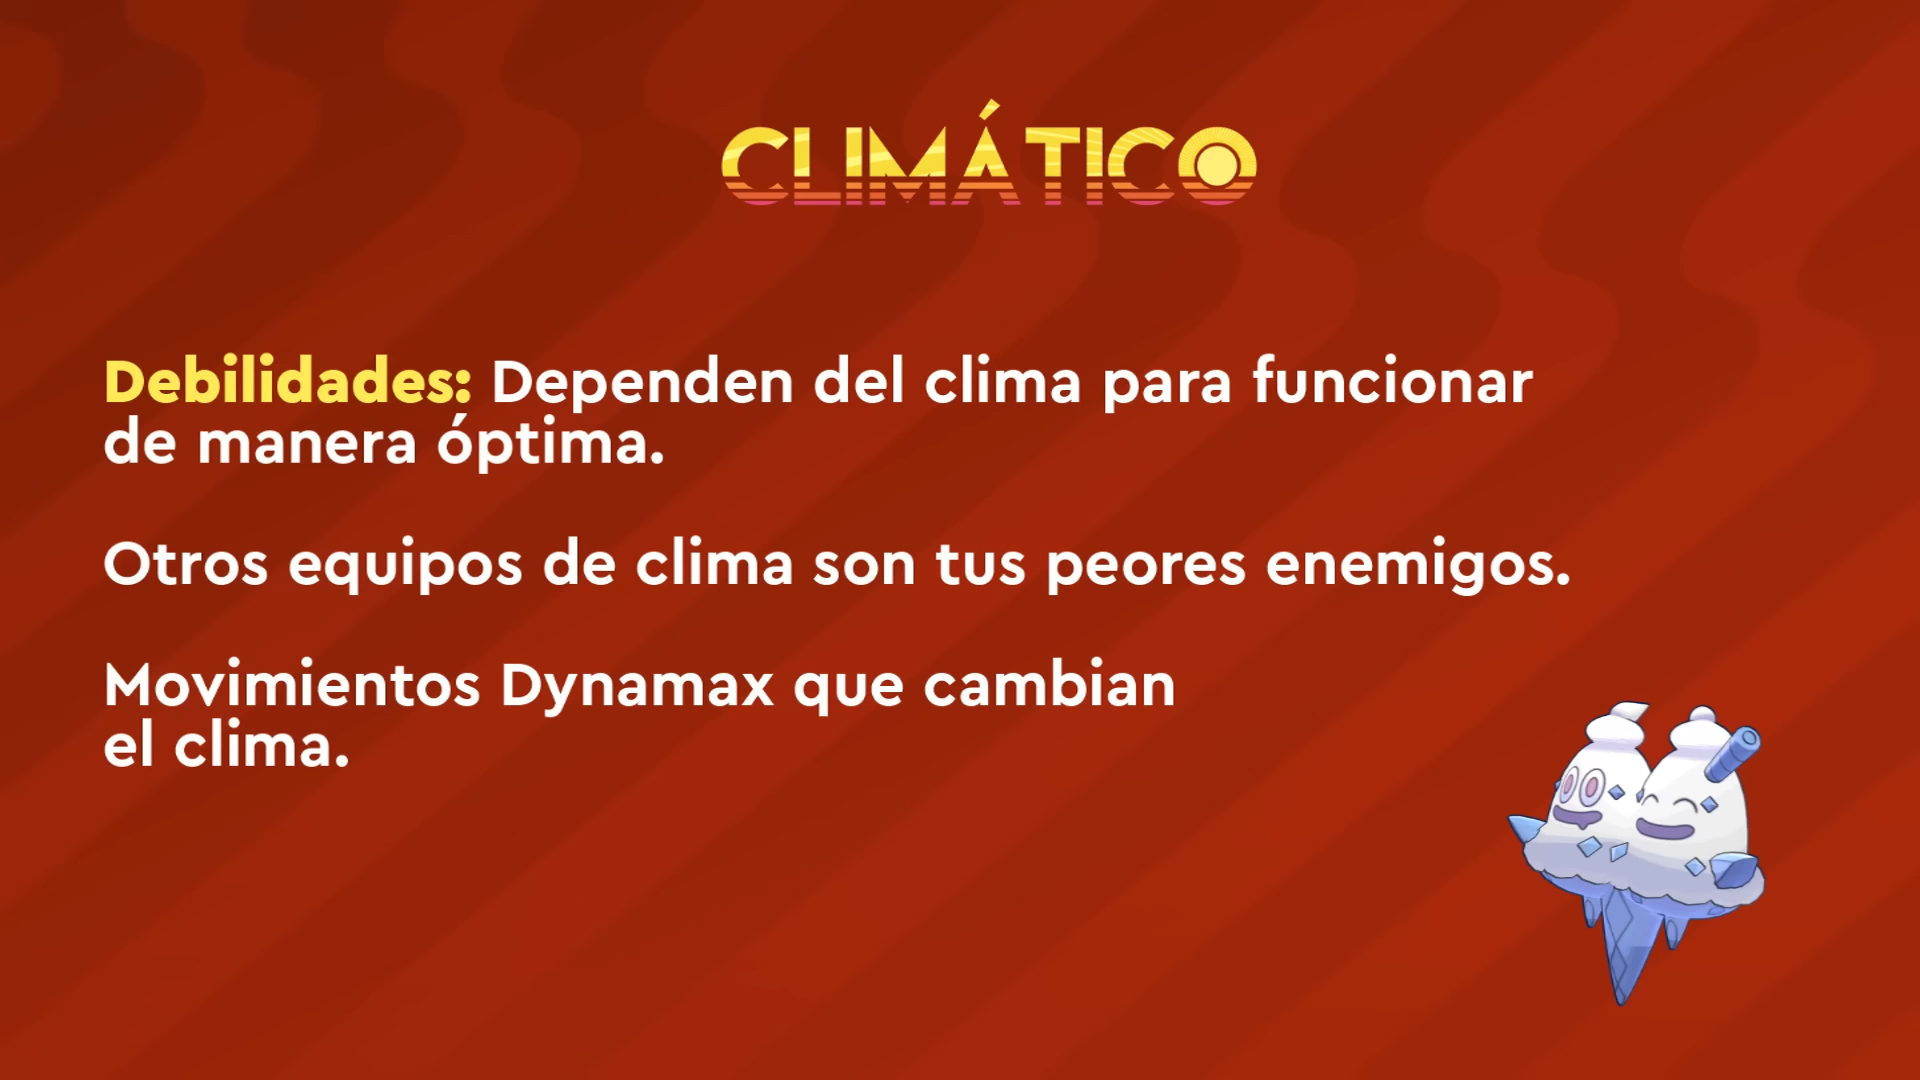 CLIMÁTICO
Debilidades: Dependen del clima para funcionar
de manera óptima.
Otros equipos de clima son tus peores enemigos.
Movimientos Dynamax que cambian
el clima.